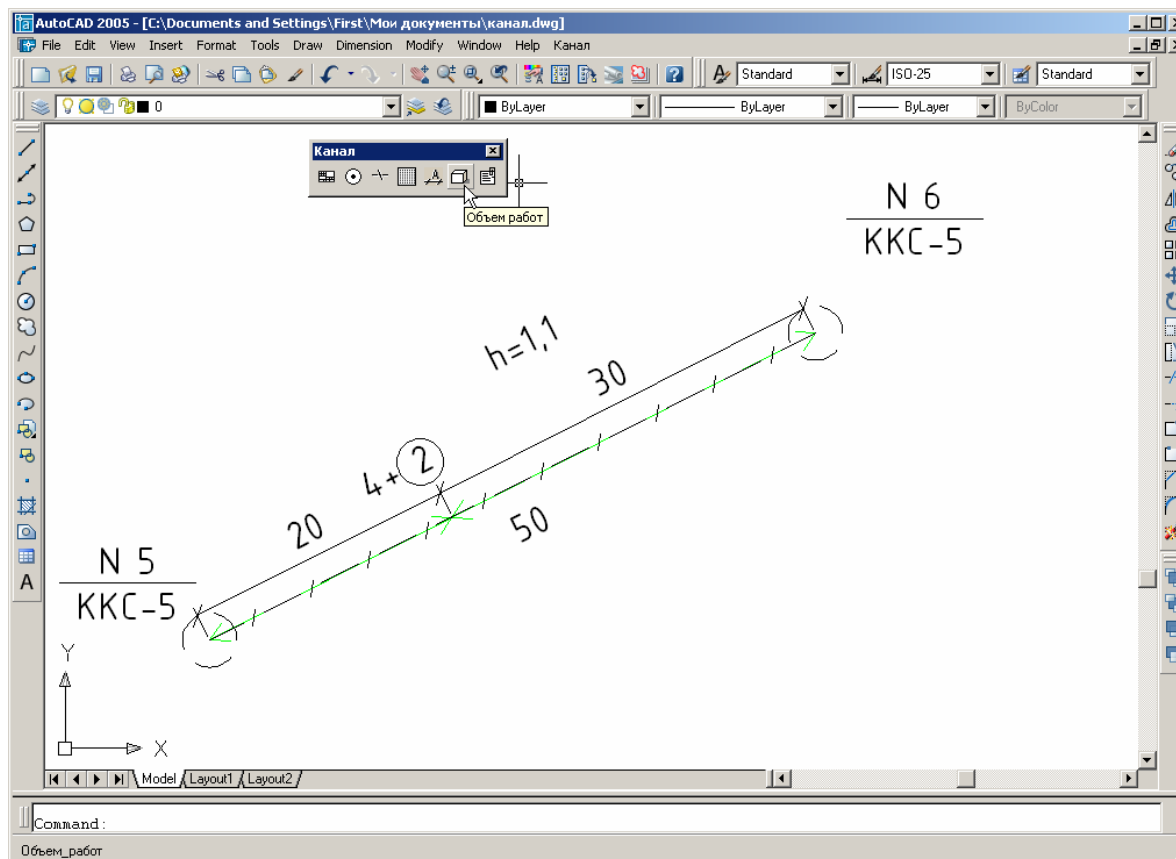 AutoCAD 2005 - [C:\Documents and Settings\First\Мои документы\канал.dwg]
File Edit View Insert Format Tools Draw Dimension Modify Window Help Канал
Standard ISO-25 Standard
0 ByLayer ByLayer ByLayer ByColor
Канал
Объем работ
N 6
ККС-5
h=1,1
30
4+2
20
50
N 5
ККС-5
Y
X
Model Layout1 Layout2
Command:
Объем_работ